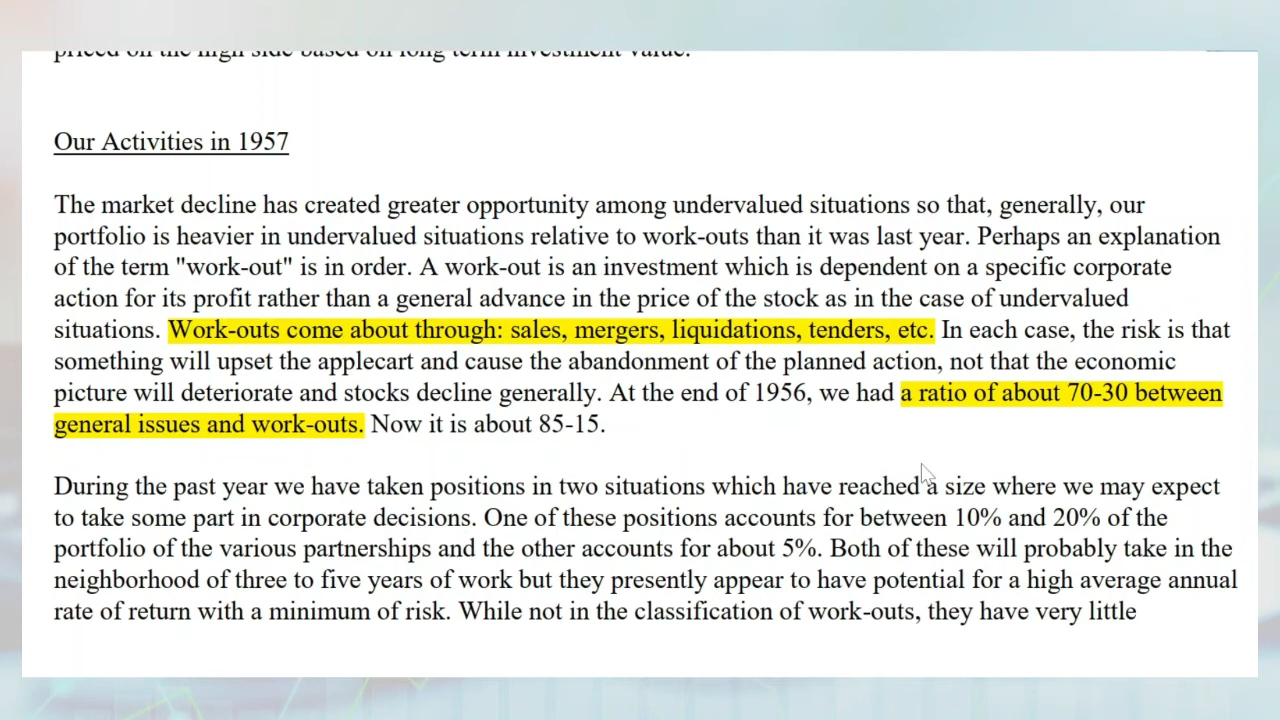 priced on the high side based on long term investment value.
Our Activities in 1957
The market decline has created greater opportunity among undervalued situations so that, generally, our
portfolio is heavier in undervalued situations relative to work-outs than it was last year. Perhaps an explanation
of the term "work-out" is in order. A work-out is an investment which is dependent on a specific corporate
action for its profit rather than a general advance in the price of the stock as in the case of undervalued
situations. Work-outs come about through: sales, mergers, liquidations, tenders, etc. In each case, the risk is that
something will upset the applecart and cause the abandonment of the planned action, not that the economic
picture will deteriorate and stocks decline generally. At the end of 1956, we had a ratio of about 70-30 between
general issues and work-outs. Now it is about 85-15.
During the past year we have taken positions in two situations which have reached a size where we may expect
to take some part in corporate decisions. One of these positions accounts for between 10% and 20% of the
portfolio of the various partnerships and the other accounts for about 5%. Both of these will probably take in the
neighborhood of three to five years of work but they presently appear to have potential for a high average annual
rate of return with a minimum of risk. While not in the classification of work-outs, they have very little